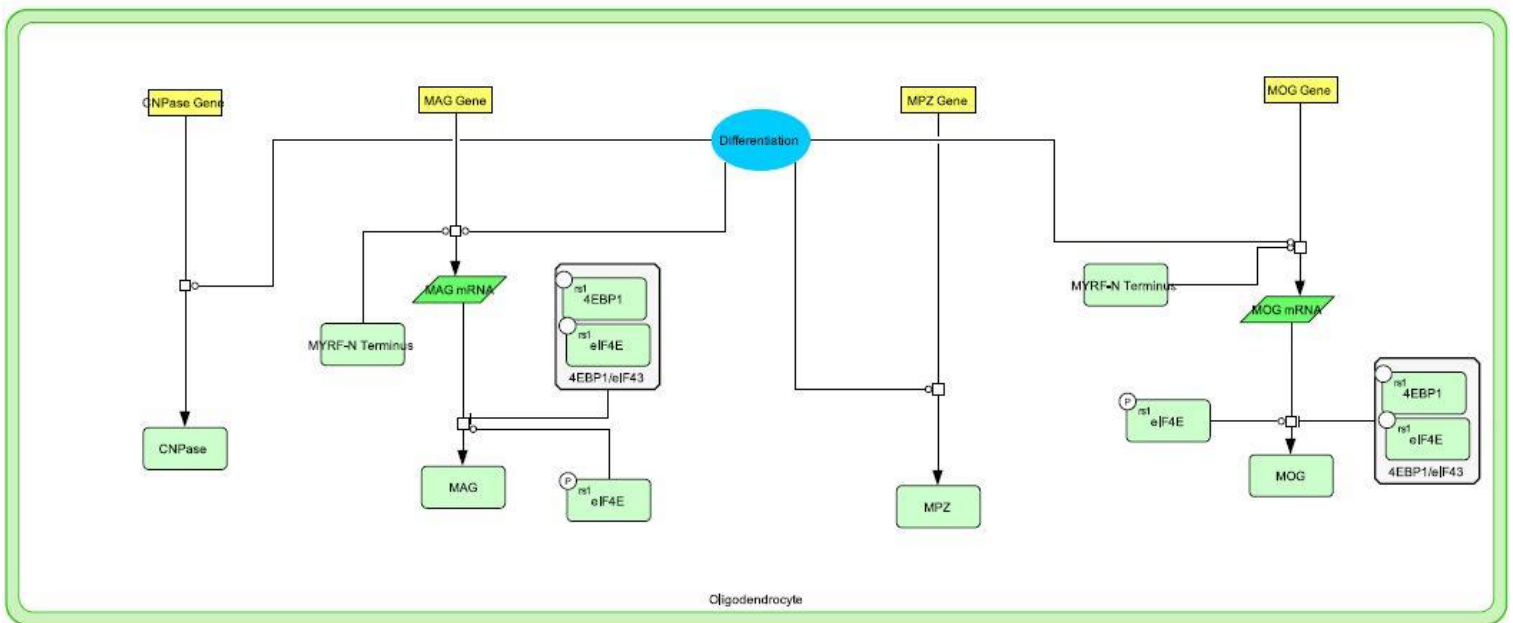 CNPase Gene
MAG Gene
MPZ Gene
MOG Gene
Differentiation
MAG mRNA
MYRF-N Terminus
rs1
4EBP1
rs1
eIF4E
4EBP1/eIF43
MYRF-N Terminus
MOG mRNA
CNPase
MAG
P
rs1
eIF4E
MPZ
P
rs1
eIF4E
MOG
rs1
4EBP1
rs1
eIF4E
4EBP1/eIF43
Oligodendrocyte